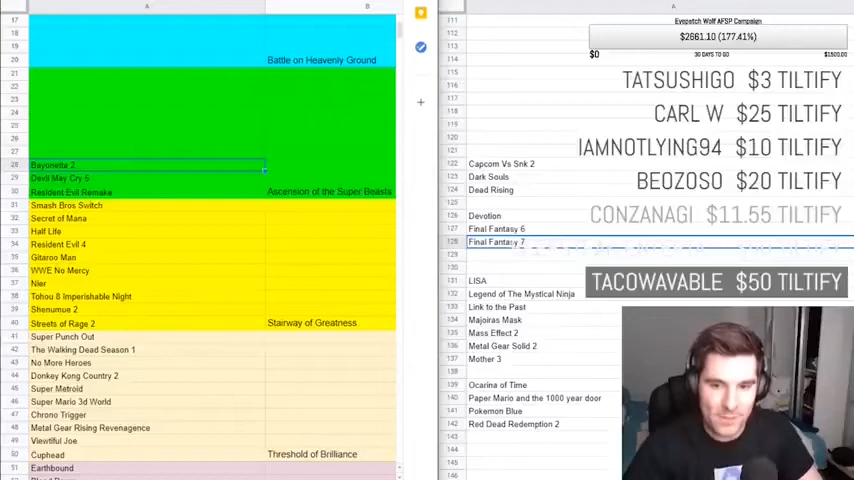 A
17
18
19
20 Battle on Heavenly Ground
21
22
23
24
25
26
27
28 Bayonetta 2
29 Devil May Cry 5
30 Resident Evil Remake Ascension of the Super Beasts
31 Smash Bros Switch
32 Secret of Mana
33 Half Life
34 Resident Evil 4
35 Gitaroo Man
36 WWE No Mercy
37 Nier
38 Tohou 8 Imperishable Night
39 Shenumue 2
40 Streets of Rage 2 Stairway of Greatness
41 Super Punch Out
42 The Walking Dead Season 1
43 No More Heroes
44 Donkey Kong Country 2
45 Super Metroid
46 Super Mario 3d World
47 Chrono Trigger
48 Metal Gear Rising Revenagence
49 Viewtiful Joe
50 Cuphead Threshold of Brilliance
51 Earthbound
B
A
111
112
113
114
115
116
117
118
119
120
121
122 Capcom Vs Snk 2
123 Dark Souls
124 Dead Rising
126 Devotion
127 Final Fantasy 6
128 Final Fantasy 7
129
130
131 LISA
132 Legend of The Mystical Ninja
133 Link to the Past
134 Majoiras Mask
135 Mass Effect 2
136 Metal Gear Solid 2
137 Mother 3
138
139 Ocarina of Time
140 Paper Mario and the 1000 year door
141 Pokemon Blue
142 Red Dead Redemption 2
143
144
145
146
Eyepatch Wolf AFSP Campaign
$2661.10 (177.41%)
$0 30 DAYS TO GO $1500.00
TATSUSHIGO $3 TILTIFY
CARL W $25 TILTIFY
IAMNOTLYING94 $10 TILTIFY
BEOZOSO $20 TILTIFY
CONZANAGI $11.55 TILTIFY
TACOWAVABLE $50 TILTIFY